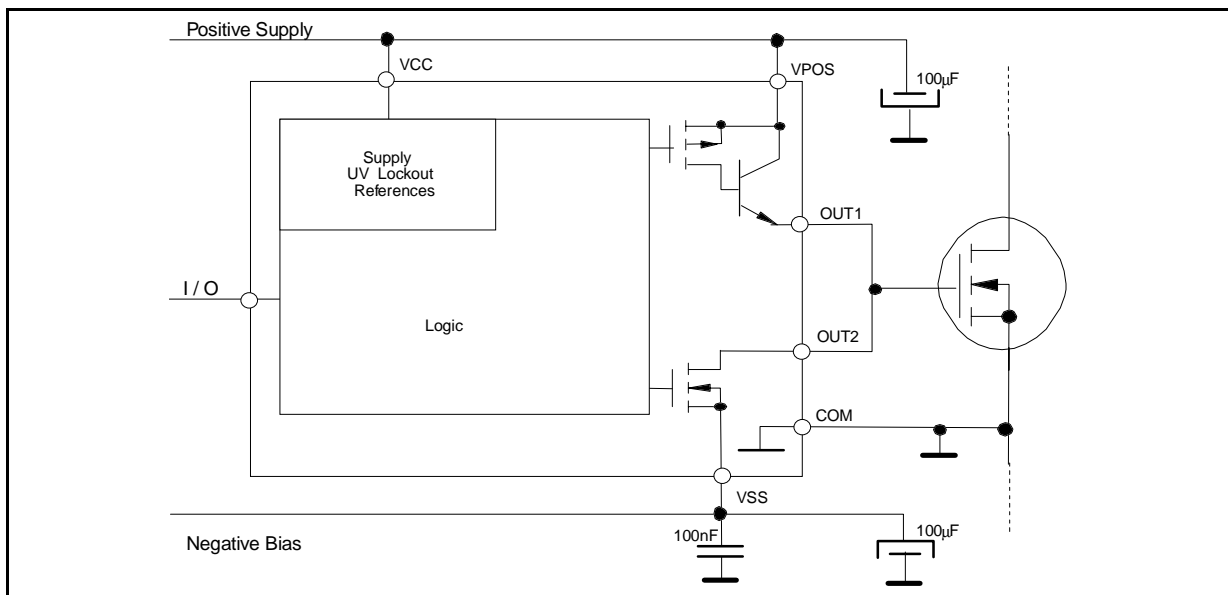 Positive Supply
VCC
VPOS
100µF
Supply
UV Lockout
References
OUT1
I / O
Logic
OUT2
COM
VSS
Negative Bias
100nF
100µF